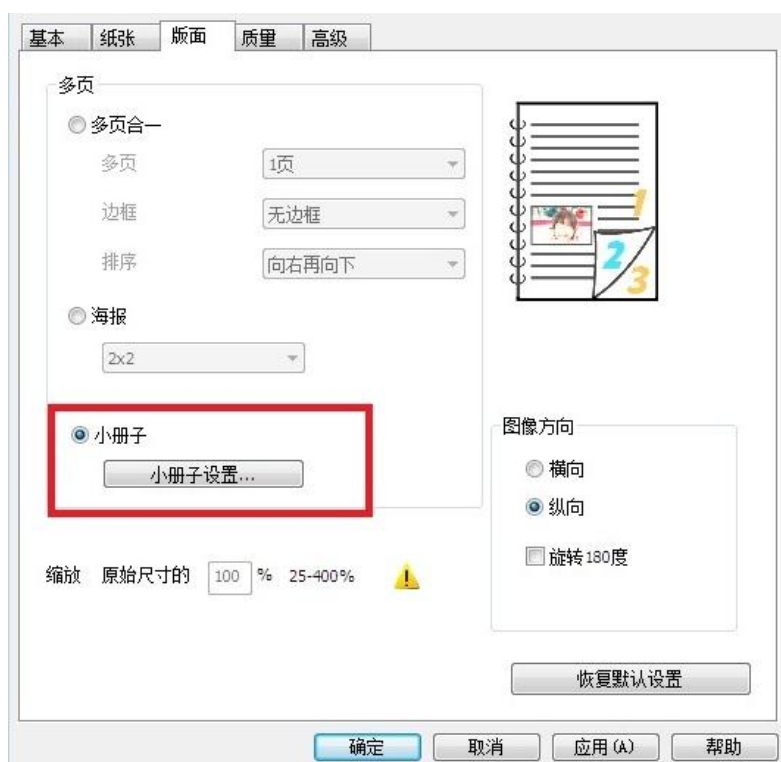 基本 纸张 版面 质量 高级
多页
多页合一
多页 1页
边框 无边框
排序 向右再向下
海报
2x2
小册子
小册子设置...
1
2
3
图像方向
横向
纵向
旋转180度
缩放 原始尺寸的 100 % 25-400%
恢复默认设置
确定 取消 应用(A) 帮助